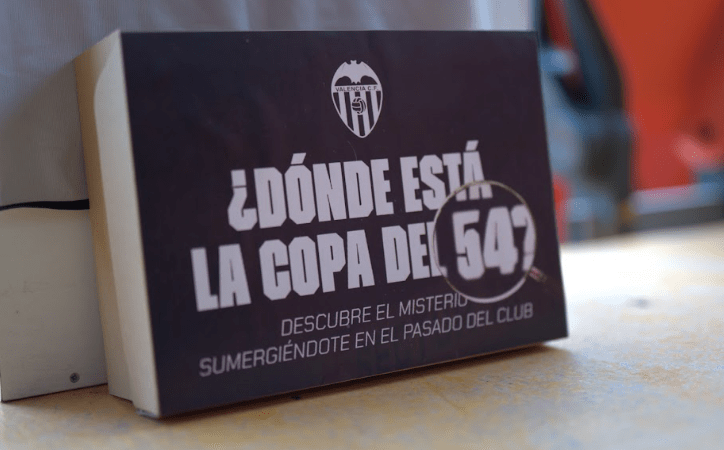 VALENCIA C.F.
¿DÓNDE ESTÁ
LA COPA DEL 54?
DESCUBRE EL MISTERIO
SUMERGIÉNDOTE EN EL PASADO DEL CLUB